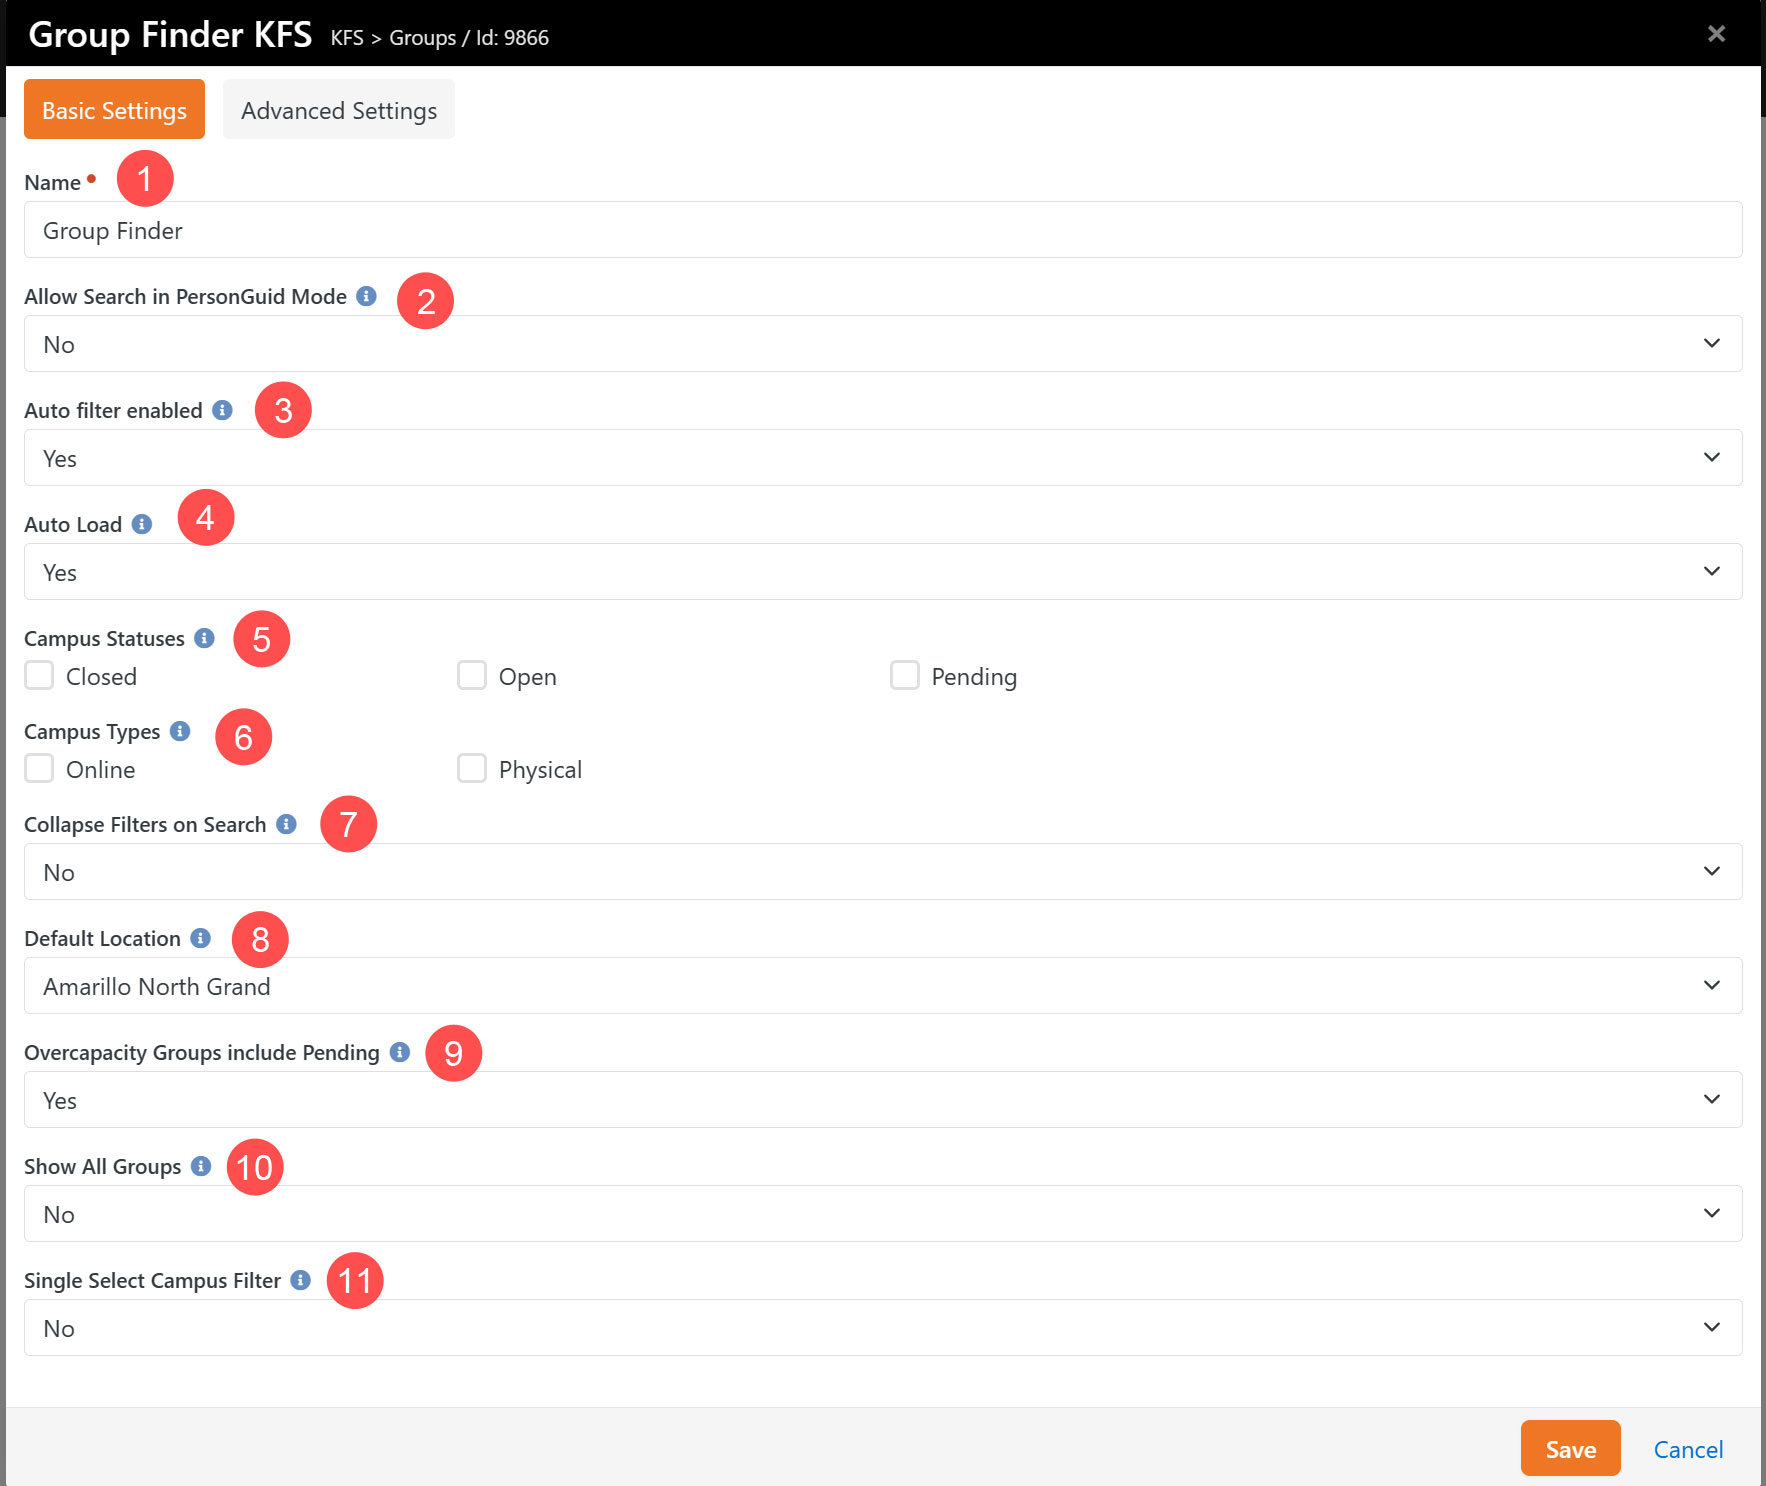 Group Finder KFS KFS > Groups / Id: 9866
Basic Settings Advanced Settings
Name 1
Group Finder
Allow Search in PersonGuid Mode 2
No
Auto filter enabled 3
Yes
Auto Load 4
Yes
Campus Statuses 5
Closed Open Pending
Campus Types 6
Online Physical
Collapse Filters on Search 7
No
Default Location 8
Amarillo North Grand
Overcapacity Groups include Pending 9
Yes
Show All Groups 10
No
Single Select Campus Filter 11
No
Save Cancel